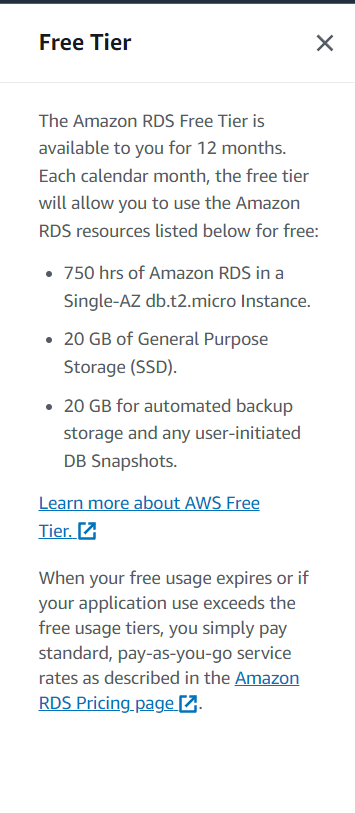 Free Tier
The Amazon RDS Free Tier is
available to you for 12 months.
Each calendar month, the free tier
will allow you to use the Amazon
RDS resources listed below for free:
• 750 hrs of Amazon RDS in a
Single-AZ db.t2.micro Instance.
• 20 GB of General Purpose
Storage (SSD).
• 20 GB for automated backup
storage and any user-initiated
DB Snapshots.
Learn more about AWS Free
Tier.
When your free usage expires or if
your application use exceeds the
free usage tiers, you simply pay
standard, pay-as-you-go service
rates as described in the Amazon
RDS Pricing page .